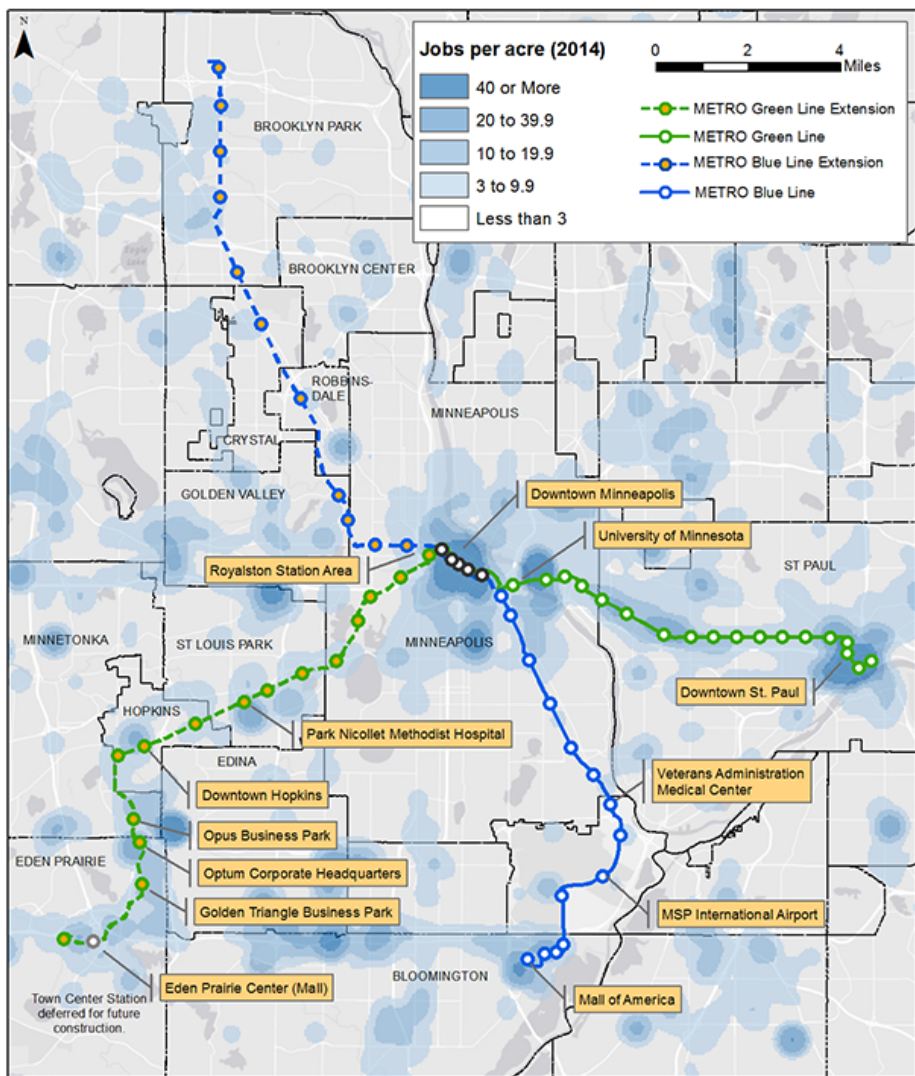 N
Jobs per acre (2014)
40 or More
20 to 39.9
10 to 19.9
3 to 9.9
Less than 3
0 2 4
Miles
METRO Green Line Extension
METRO Green Line
METRO Blue Line Extension
METRO Blue Line
BROOKLYN PARK
Eagle
Lake
BROOKLYN CENTER
ROBBINS-
DALE
MINNEAPOLIS
CRYSTAL
GOLDEN VALLEY
Downtown Minneapolis
University of Minnesota
Royalston Station Area
ST PAUL
MINNETONKA
ST LOUIS PARK
MINNEAPOLIS
Downtown St. Paul
HOPKINS
Park Nicollet Methodist Hospital
EDINA
Downtown Hopkins
Veterans Administration
Medical Center
Opus Business Park
EDEN PRAIRIE
Optum Corporate Headquarters
Golden Triangle Business Park
MSP International Airport
BLOOMINGTON
Eden Prairie Center (Mall)
Mall of America
Town Center Station
deferred for future
construction.